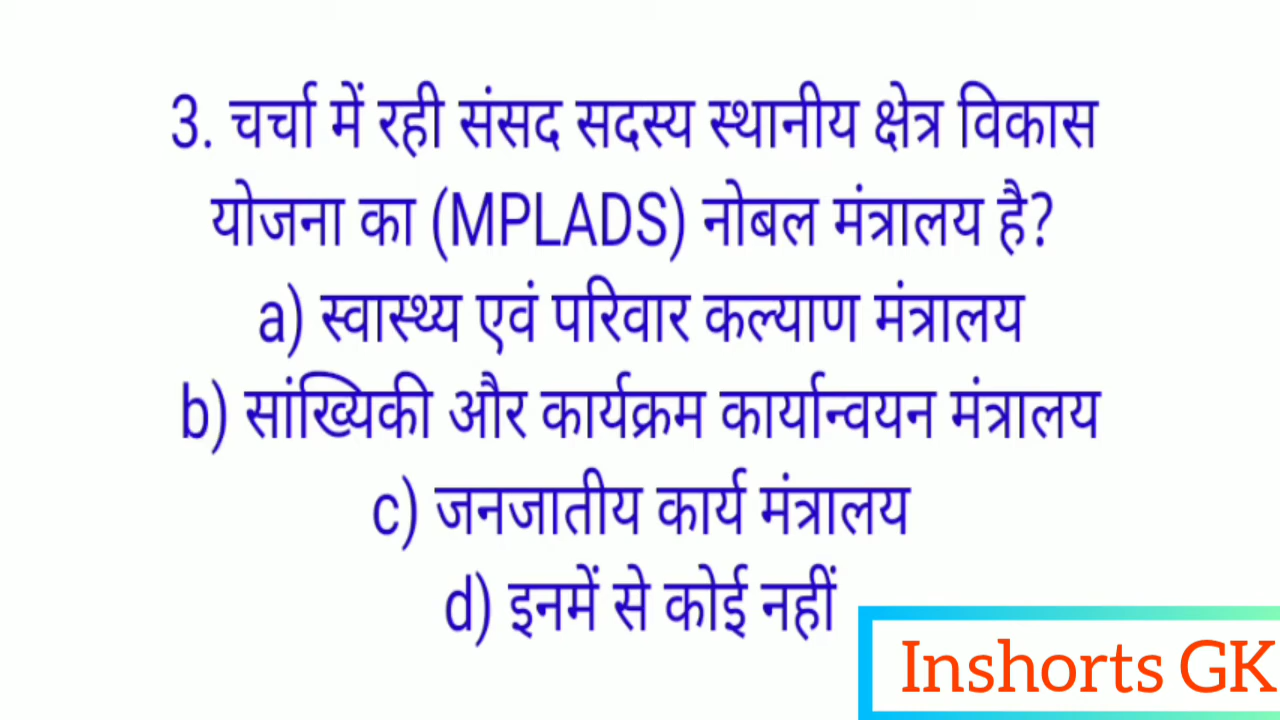 3. चर्चा में रही संसद सदस्य स्थानीय क्षेत्र विकास
योजना का (MPLADS) नोबल मंत्रालय है?
a) स्वास्थ्य एवं परिवार कल्याण मंत्रालय
b) सांख्यिकी और कार्यक्रम कार्यान्वयन मंत्रालय
c) जनजातीय कार्य मंत्रालय
d) इनमें से कोई नहीं
Inshorts GK